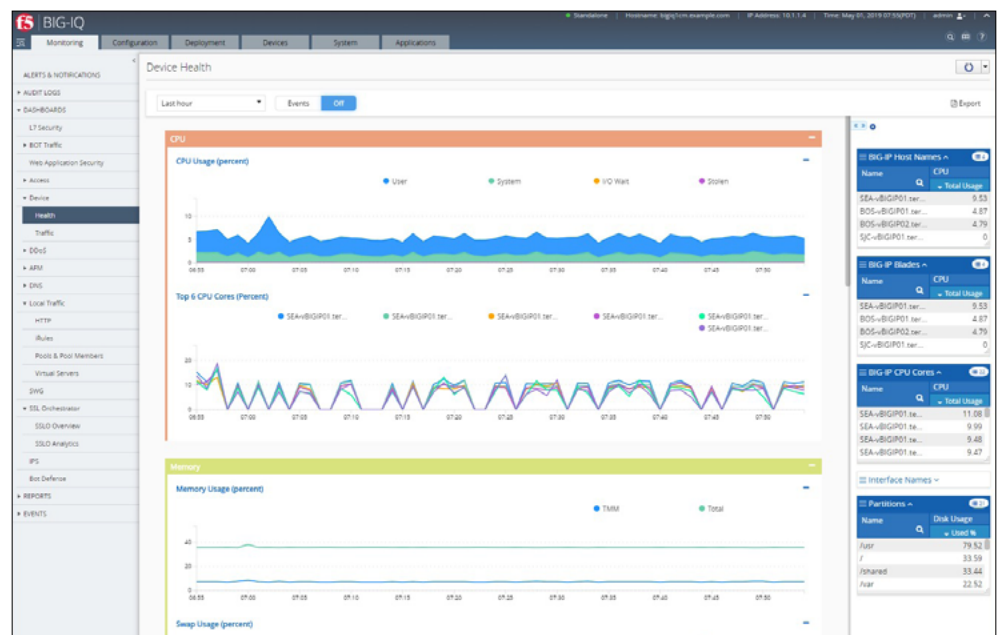 f5 BIG-IQ
Standalone Hostname: bigiq1cm.example.com IP Address: 10.1.1.4 Time: May 01, 2019 07:55(PDT) admin
Monitoring Configuration Deployment Devices System Applications
ALERTS & NOTIFICATIONS
AUDIT LOGS
DASHBOARDS
L7 Security
BOT Traffic
Web Application Security
Access
Device
Health
Traffic
DDoS
AFM
DNS
Local Traffic
HTTP
iRules
Pools & Pool Members
Virtual Servers
SWG
SSL Orchestrator
SSLO Overview
SSLO Analytics
IPS
Bot Defense
REPORTS
EVENTS
Device Health
Last hour Events Off Export
CPU
CPU Usage (percent)
User System I/O Wait Stolen
10
5
0
06:55 07:00 07:05 07:10 07:15 07:20 07:25 07:30 07:35 07:40 07:45 07:50
Top 6 CPU Cores (Percent)
SEA-vBIGIP01.ter... SEA-vBIGIP01.ter... SEA-vBIGIP01.ter... SEA-vBIGIP01.ter... SEA-vBIGIP01.ter...
SEA-vBIGIP01.ter...
20
10
0
06:55 07:00 07:05 07:10 07:15 07:20 07:25 07:30 07:35 07:40 07:45 07:50
Memory
Memory Usage (percent)
TMM Total
40
20
0
06:55 07:00 07:05 07:10 07:15 07:20 07:25 07:30 07:35 07:40 07:45 07:50
Swap Usage (percent)
BIG-IP Host Names
Name CPU
Total Usage
SEA-vBIGIP01.ter... 9.53
BOS-vBIGIP01.ter... 4.87
BOS-vBIGIP02.ter... 4.79
SJC-vBIGIP01.ter... 0
BIG-IP Blades
Name CPU
Total Usage
SEA-vBIGIP01.ter... 9.53
BOS-vBIGIP01.ter... 4.87
BOS-vBIGIP02.ter... 4.79
SJC-vBIGIP01.ter... 0
BIG-IP CPU Cores
Name CPU
Total Usage
SEA-vBIGIP01.te... 11.08
SEA-vBIGIP01.te... 9.99
SEA-vBIGIP01.te... 9.48
SEA-vBIGIP01.te... 9.47
Interface Names
Partitions
Name Disk Usage
Used %
/usr 79.52
/ 33.59
/shared 33.44
/var 22.52